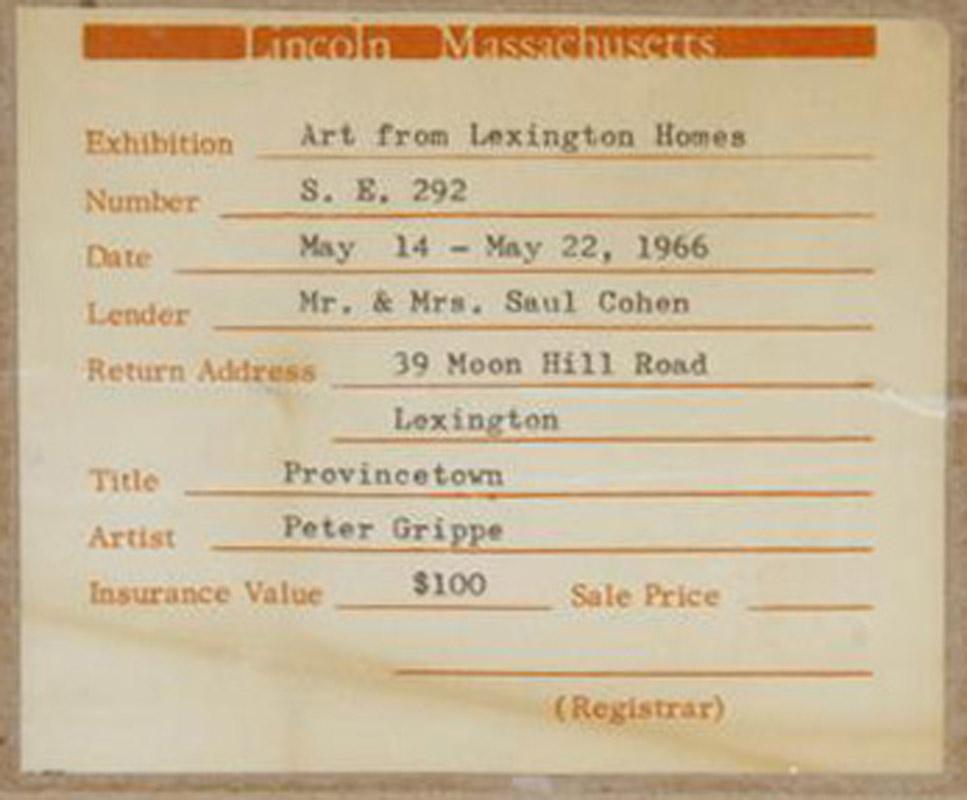 Lincoln Massachusetts
Exhibition Art from Lexington Homes
Number S. E. 292
Date May 14 - May 22, 1966
Lender Mr. & Mrs. Saul Cohen
Return Address 39 Moon Hill Road
Lexington
Title Provincetown
Artist Peter Grippe
Insurance Value $100 Sale Price
(Registrar)